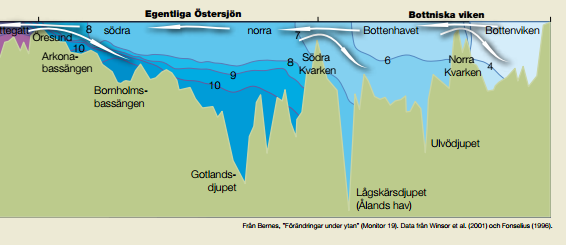 Egentliga Östersjön
Bottniska viken
ttegatt
Öresund
8
södra
norra
7
Bottenhavet
Bottenviken
10
Arkona-
bassängen
Bornholms-
bassängen
9
10
8
Södra
Kvarken
6
Norra
Kvarken
4
Ulvödjupet
Gotlands-
djupet
Lågskärsdjupet
(Ålands hav)
Från Bernes, "Förändringar under ytan" (Monitor 19). Data från Winsor et al. (2001) och Fonselius (1996).